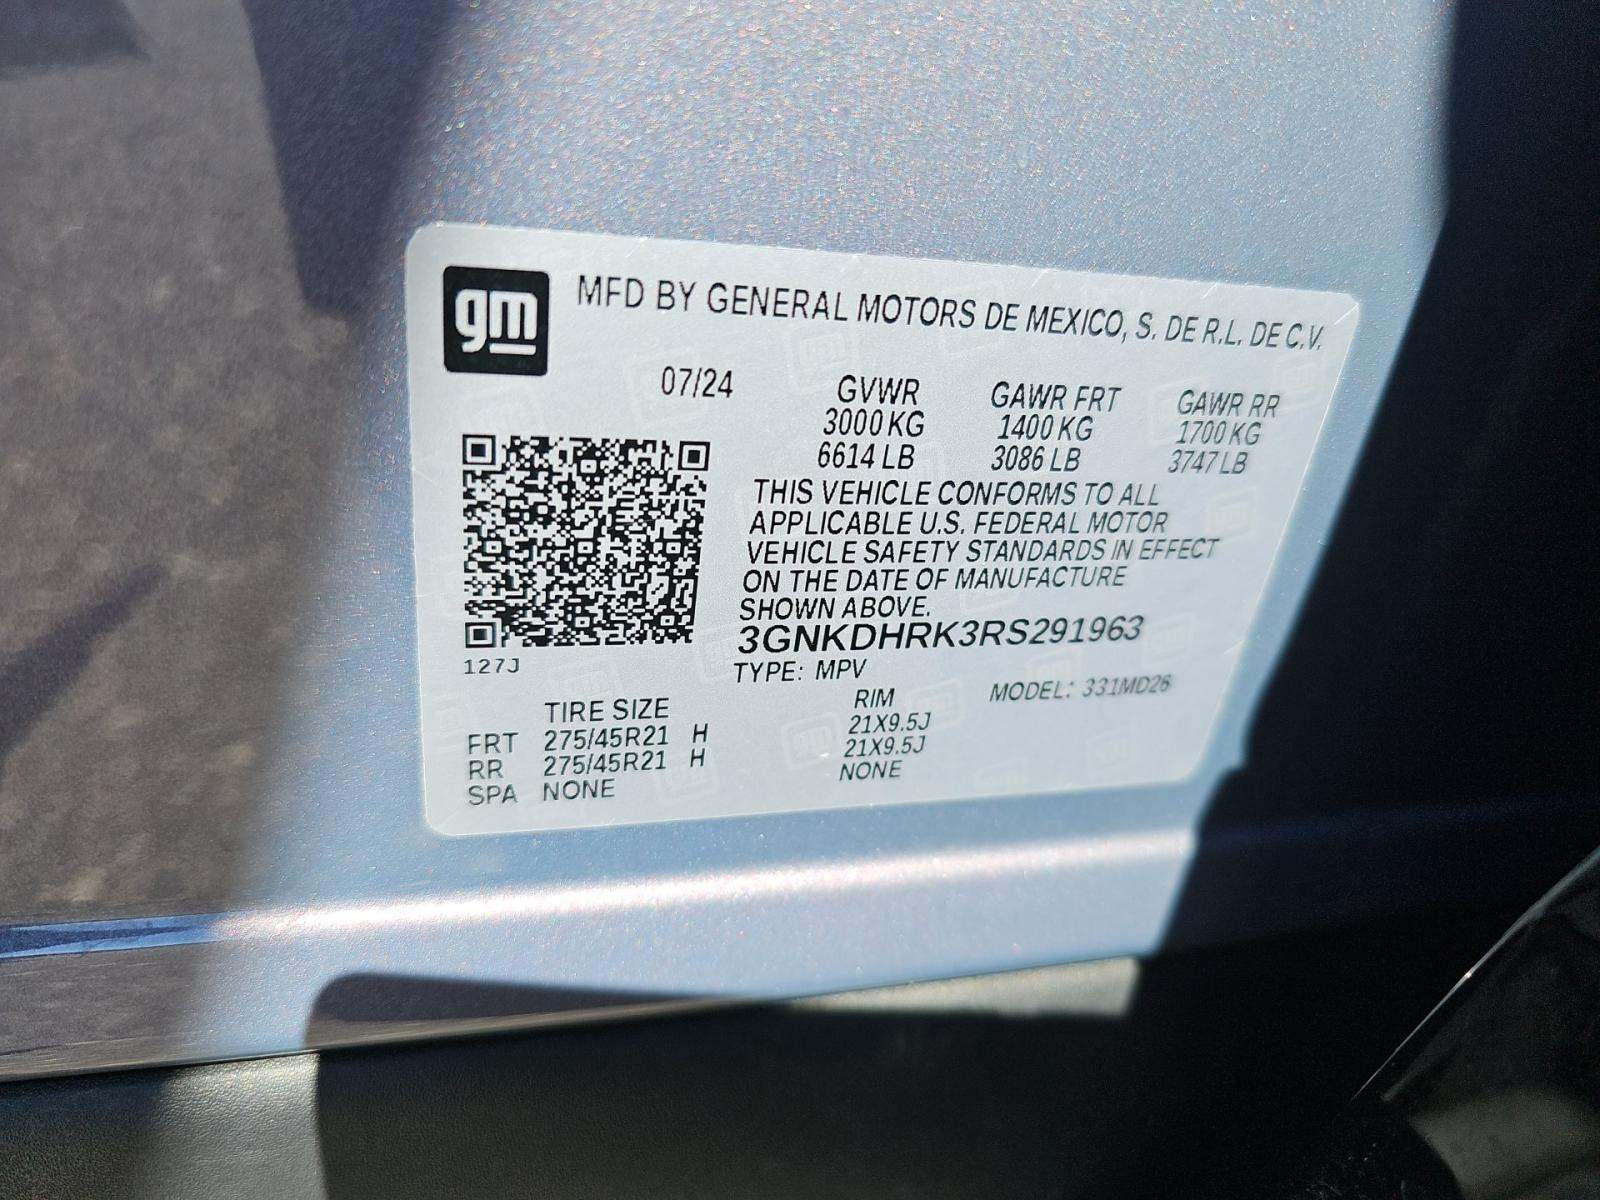 gm
MFD BY GENERAL MOTORS DE MEXICO, S. DE R.L. DE C.V.
07/24 GVWR GAWR FRT GAWR RR
3000 KG 1400 KG 1700 KG
6614 LB 3086 LB 3747 LB
THIS VEHICLE CONFORMS TO ALL
APPLICABLE U.S. FEDERAL MOTOR
VEHICLE SAFETY STANDARDS IN EFFECT
ON THE DATE OF MANUFACTURE
SHOWN ABOVE.
3GNKDHRK3RS291963
127J
TYPE: MPV
MODEL: 331MD26
TIRE SIZE RIM
FRT 275/45R21 H 21X9.5J
RR 275/45R21 H 21X9.5J
SPA NONE NONE